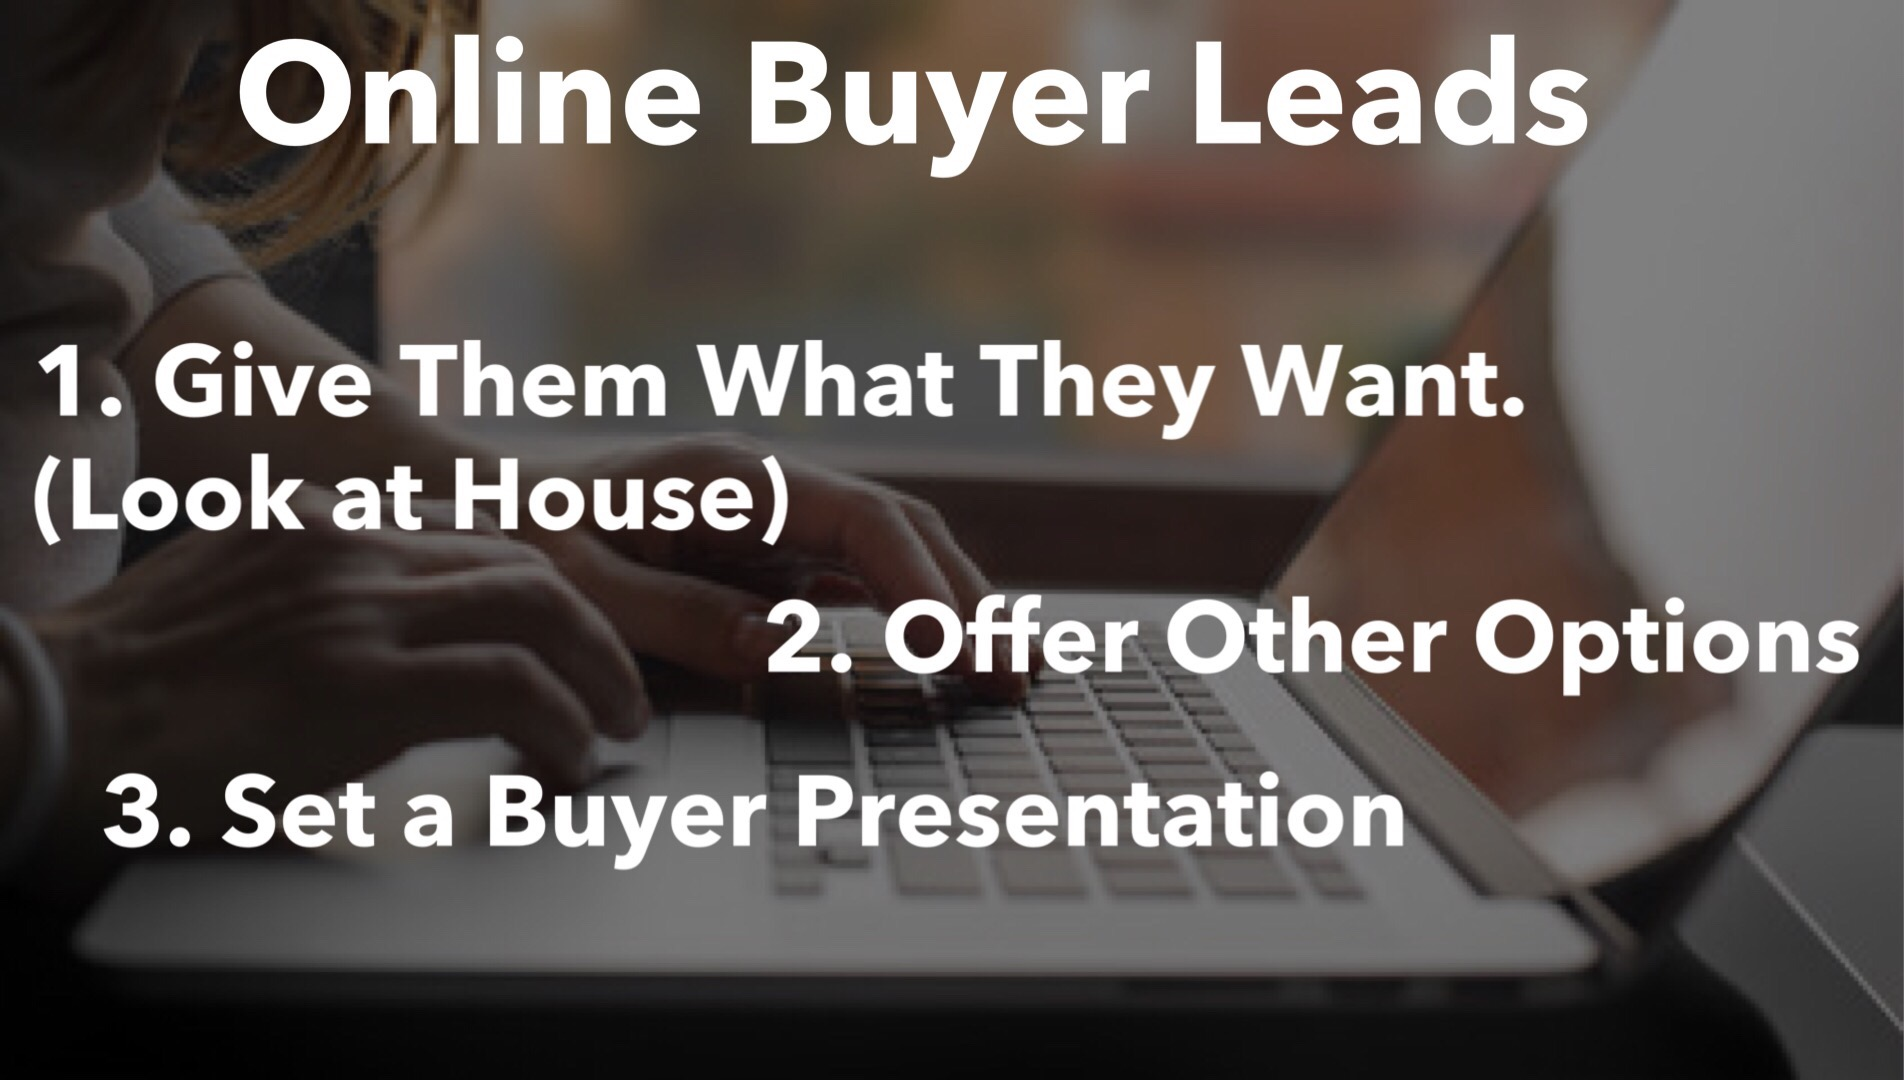 Online Buyer Leads
1. Give Them What They Want.
(Look at House)
2. Offer Other Options
3. Set a Buyer Presentation